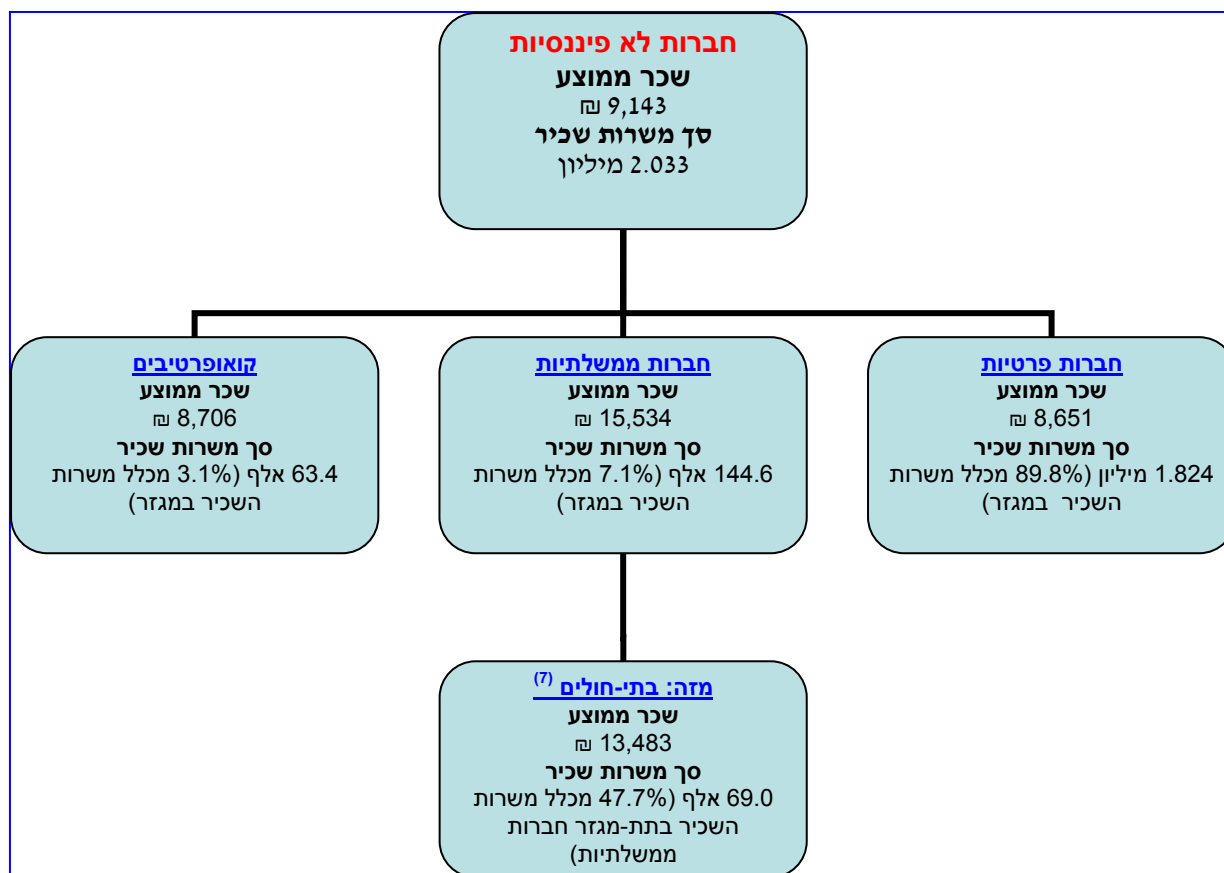 חברות לא פיננסיות
שכר ממוצע
9,143 ₪
סך משרות שכיר
2.033 מיליון
חברות פרטיות
שכר ממוצע
8,651 ₪
סך משרות שכיר
1.824 מיליון (89.8% מכלל משרות
השכיר במגזר)
חברות ממשלתיות
שכר ממוצע
15,534 ₪
סך משרות שכיר
144.6 אלף (7.1% מכלל משרות
השכיר במגזר)
קואופרטיבים
שכר ממוצע
8,706 ₪
סך משרות שכיר
63.4 אלף (3.1% מכלל משרות
השכיר במגזר)
מזה: בתי-חולים (7)
שכר ממוצע
13,483 ₪
סך משרות שכיר
69.0 אלף (47.7% מכלל משרות
השכיר בתת-מגזר חברות
ממשלתיות)